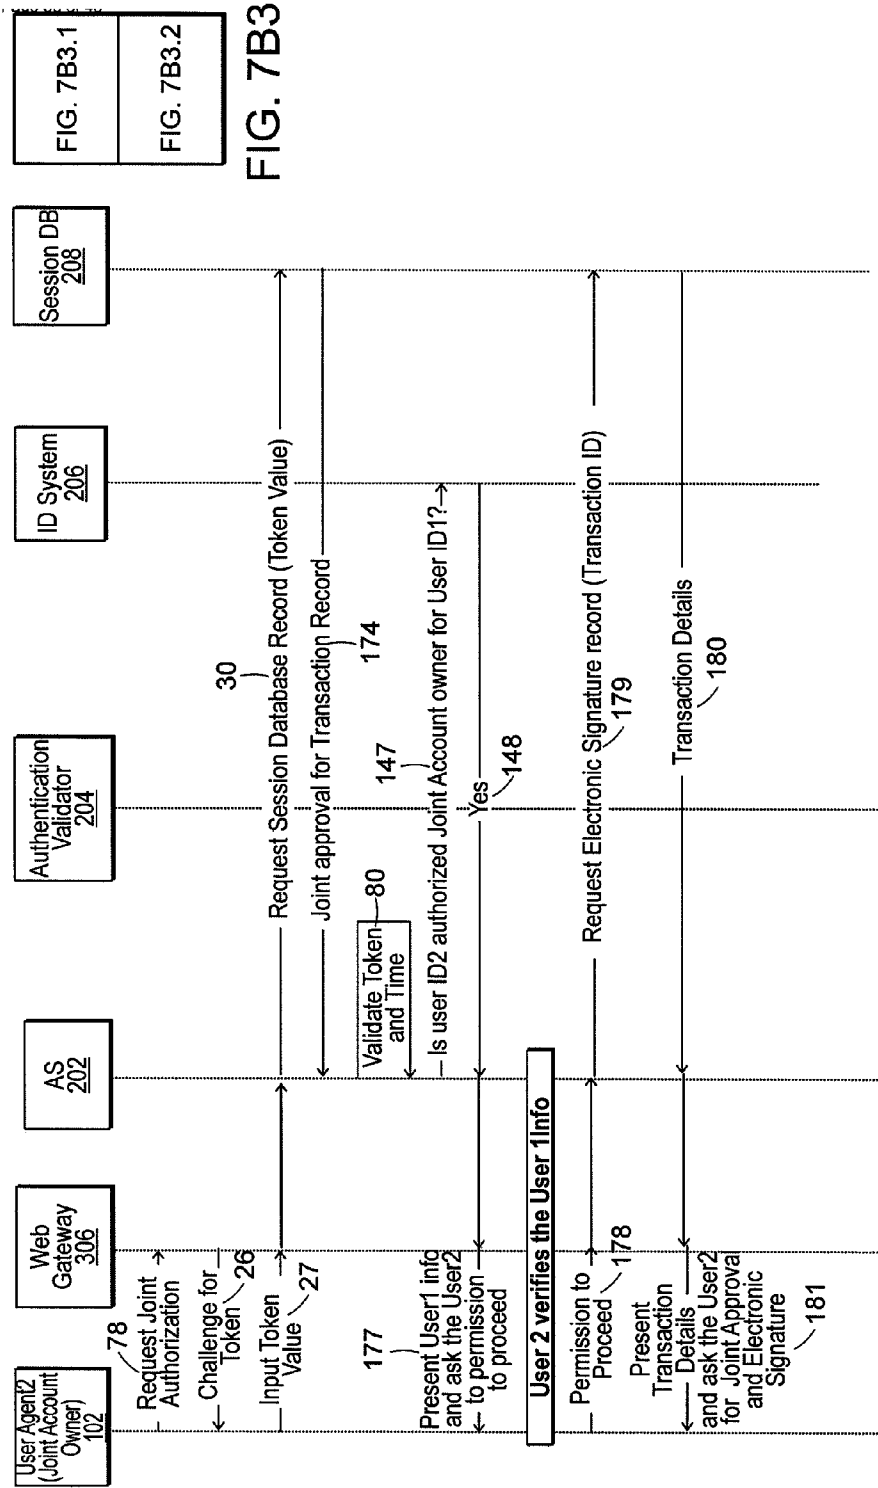 FIG. 7B3.1
FIG. 7B3.2
FIG. 7B3
User Agent2
(Joint Account
Owner)
102
Web
Gateway
306
AS
202
Authentication
Validator
204
ID System
206
Session DB
208
78
Request Joint
Authorization
Challenge for
Token
26
Input Token
Value
27
30
Request Session Database Record (Token Value)
Joint approval for Transaction Record
174
Validate Token
and Time
80
147
Is user ID2 authorized Joint Account owner for User ID1?
Yes
148
177
Present User1 info
and ask the User2
to permission
to proceed
User 2 verifies the User 1Info
Permission to
Proceed
178
Request Electronic Signature record (Transaction ID)
179
Transaction Details
180
Present
Transaction
Details
and ask the User2
for Joint Approval
and Electronic
Signature
181